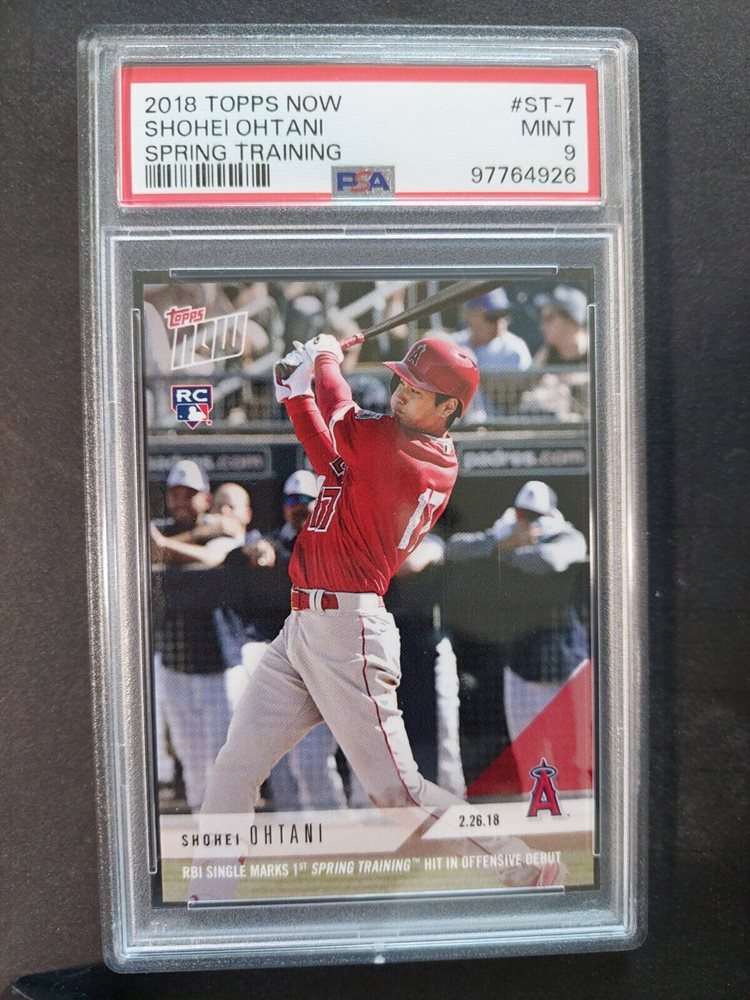 2018 TOPPS NOW #ST-7
SHOHEI OHTANI MINT
SPRING TRAINING 9
PSA 97764926
topps
NOW
RC
padres.com
padres.com
17
17
A
A
SHOHEI OHTANI
2.26.18
RBI SINGLE MARKS 1ST SPRING TRAINING™ HIT IN OFFENSIVE DEBUT